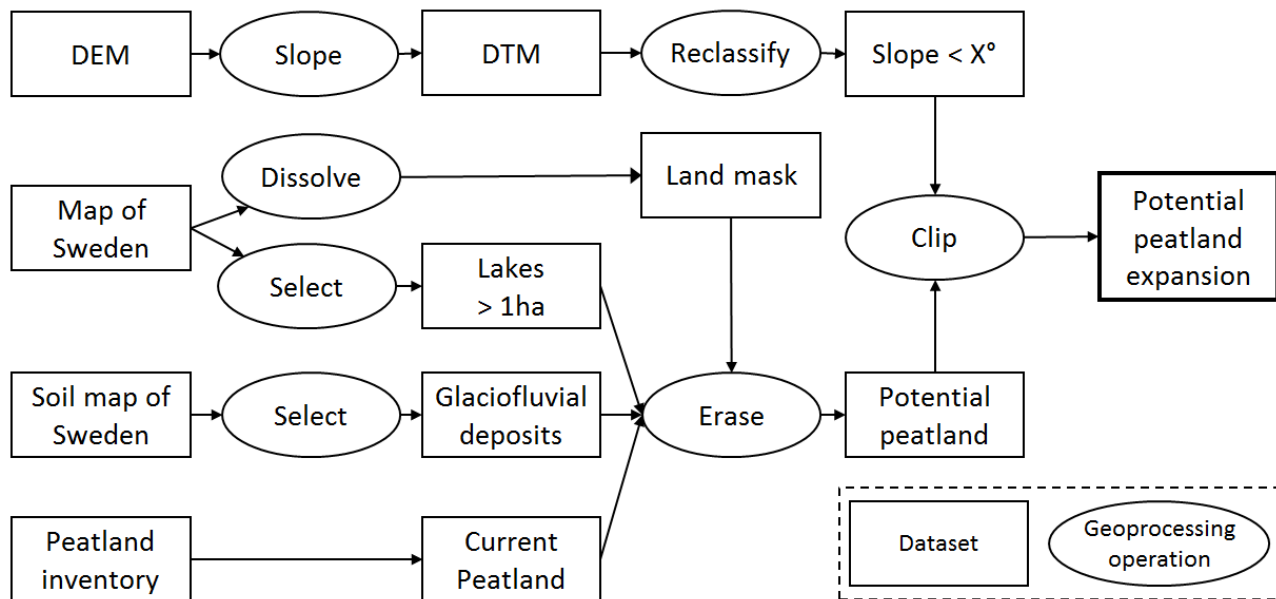 DEM
Slope
DTM
Reclassify
Slope < X°
Dissolve
Land mask
Map of
Sweden
Select
Lakes
> 1ha
Clip
Potential
peatland
expansion
Soil map of
Sweden
Select
Glaciofluvial
deposits
Erase
Potential
peatland
Peatland
inventory
Current
Peatland
Dataset
Geoprocessing
operation